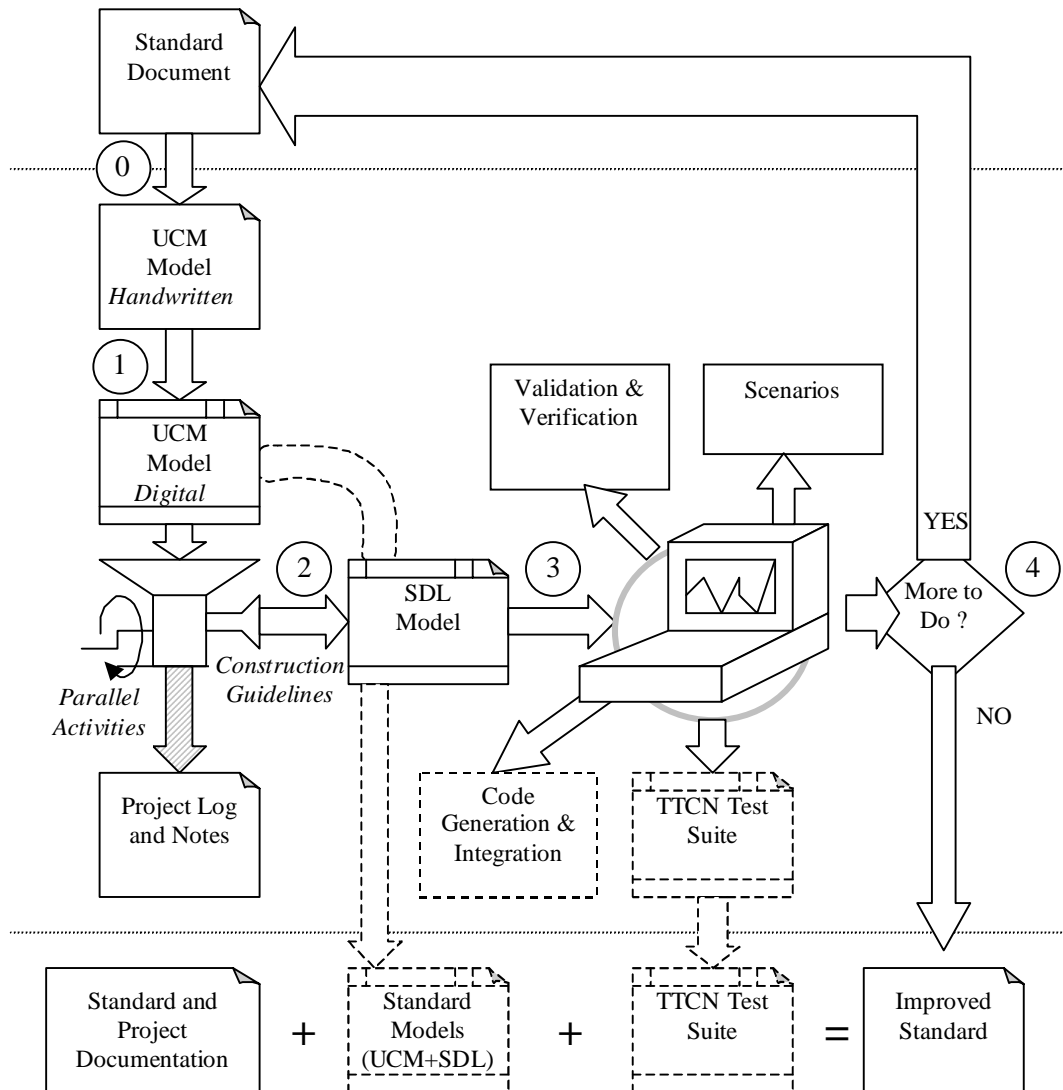 Standard
Document
0
UCM
Model
Handwritten
1
UCM
Model
Digital
Validation &
Verification
Scenarios
YES
2
3
4
SDL
Model
More to
Do ?
Construction
Guidelines
Parallel
Activities
NO
Project Log
and Notes
Code
Generation &
Integration
TTCN Test
Suite
Standard and
Project
Documentation
+
Standard
Models
(UCM+SDL)
+
TTCN Test
Suite
=
Improved
Standard